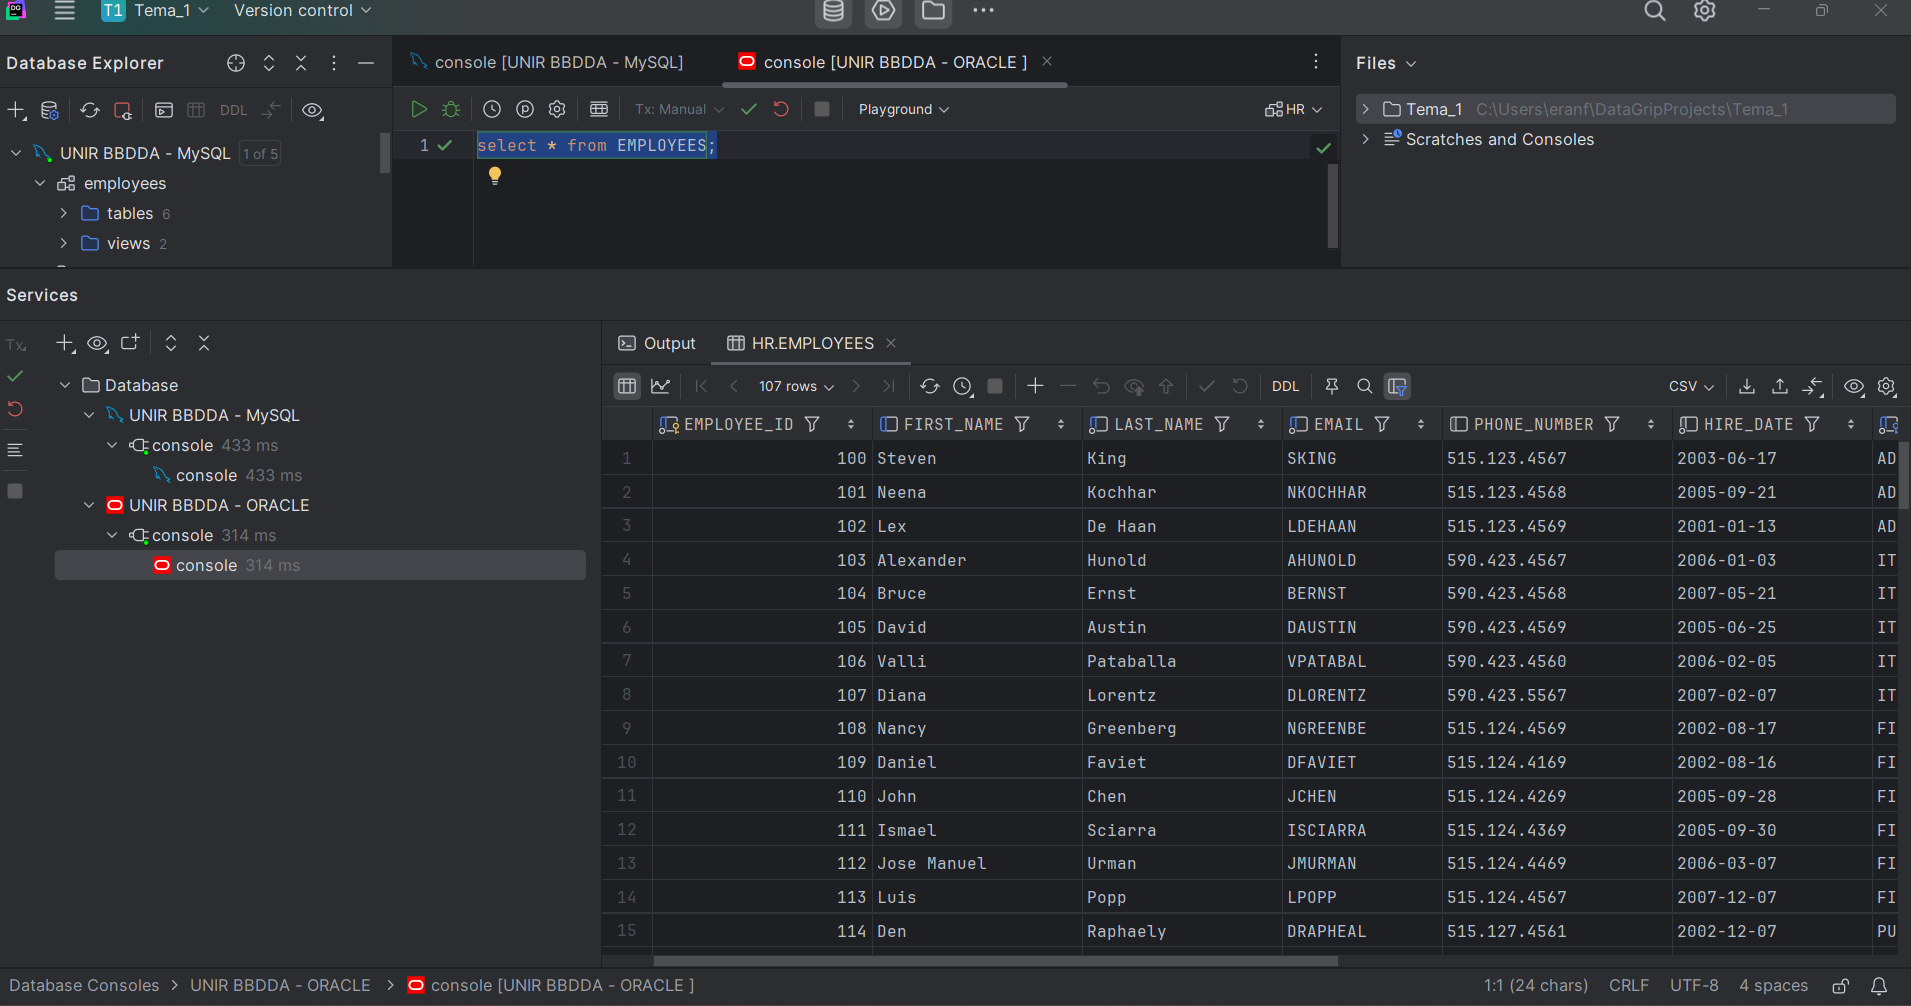 DG T1 Tema_1 Version control
Database Explorer
DDL
UNIR BBDDA - MySQL 1 of 5
employees
tables 6
views 2
console [UNIR BBDDA - MySQL] console [UNIR BBDDA - ORACLE ]
Tx: Manual Playground HR
1 select * from EMPLOYEES;
Files
Tema_1 C:\Users\eranf\DataGripProjects\Tema_1
Scratches and Consoles
Services
Tx
Database
UNIR BBDDA - MySQL
console 433 ms
console 433 ms
UNIR BBDDA - ORACLE
console 314 ms
console 314 ms
Output HR.EMPLOYEES
107 rows DDL CSV
EMPLOYEE_ID FIRST_NAME LAST_NAME EMAIL PHONE_NUMBER HIRE_DATE
1 100 Steven King SKING 515.123.4567 2003-06-17 AD
2 101 Neena Kochhar NKOCHHAR 515.123.4568 2005-09-21 AD
3 102 Lex De Haan LDEHAAN 515.123.4569 2001-01-13 AD
4 103 Alexander Hunold AHUNOLD 590.423.4567 2006-01-03 IT
5 104 Bruce Ernst BERNST 590.423.4568 2007-05-21 IT
6 105 David Austin DAUSTIN 590.423.4569 2005-06-25 IT
7 106 Valli Pataballa VPATABAL 590.423.4560 2006-02-05 IT
8 107 Diana Lorentz DLORENTZ 590.423.5567 2007-02-07 IT
9 108 Nancy Greenberg NGREENBE 515.124.4569 2002-08-17 FI
10 109 Daniel Faviet DFAVIET 515.124.4169 2002-08-16 FI
11 110 John Chen JCHEN 515.124.4269 2005-09-28 FI
12 111 Ismael Sciarra ISCIARRA 515.124.4369 2005-09-30 FI
13 112 Jose Manuel Urman JMURMAN 515.124.4469 2006-03-07 FI
14 113 Luis Popp LPOPP 515.124.4567 2007-12-07 FI
15 114 Den Raphaely DRAPHEAL 515.127.4561 2002-12-07 PU
Database Consoles > UNIR BBDDA - ORACLE > console [UNIR BBDDA - ORACLE ] 1:1 (24 chars) CRLF UTF-8 4 spaces